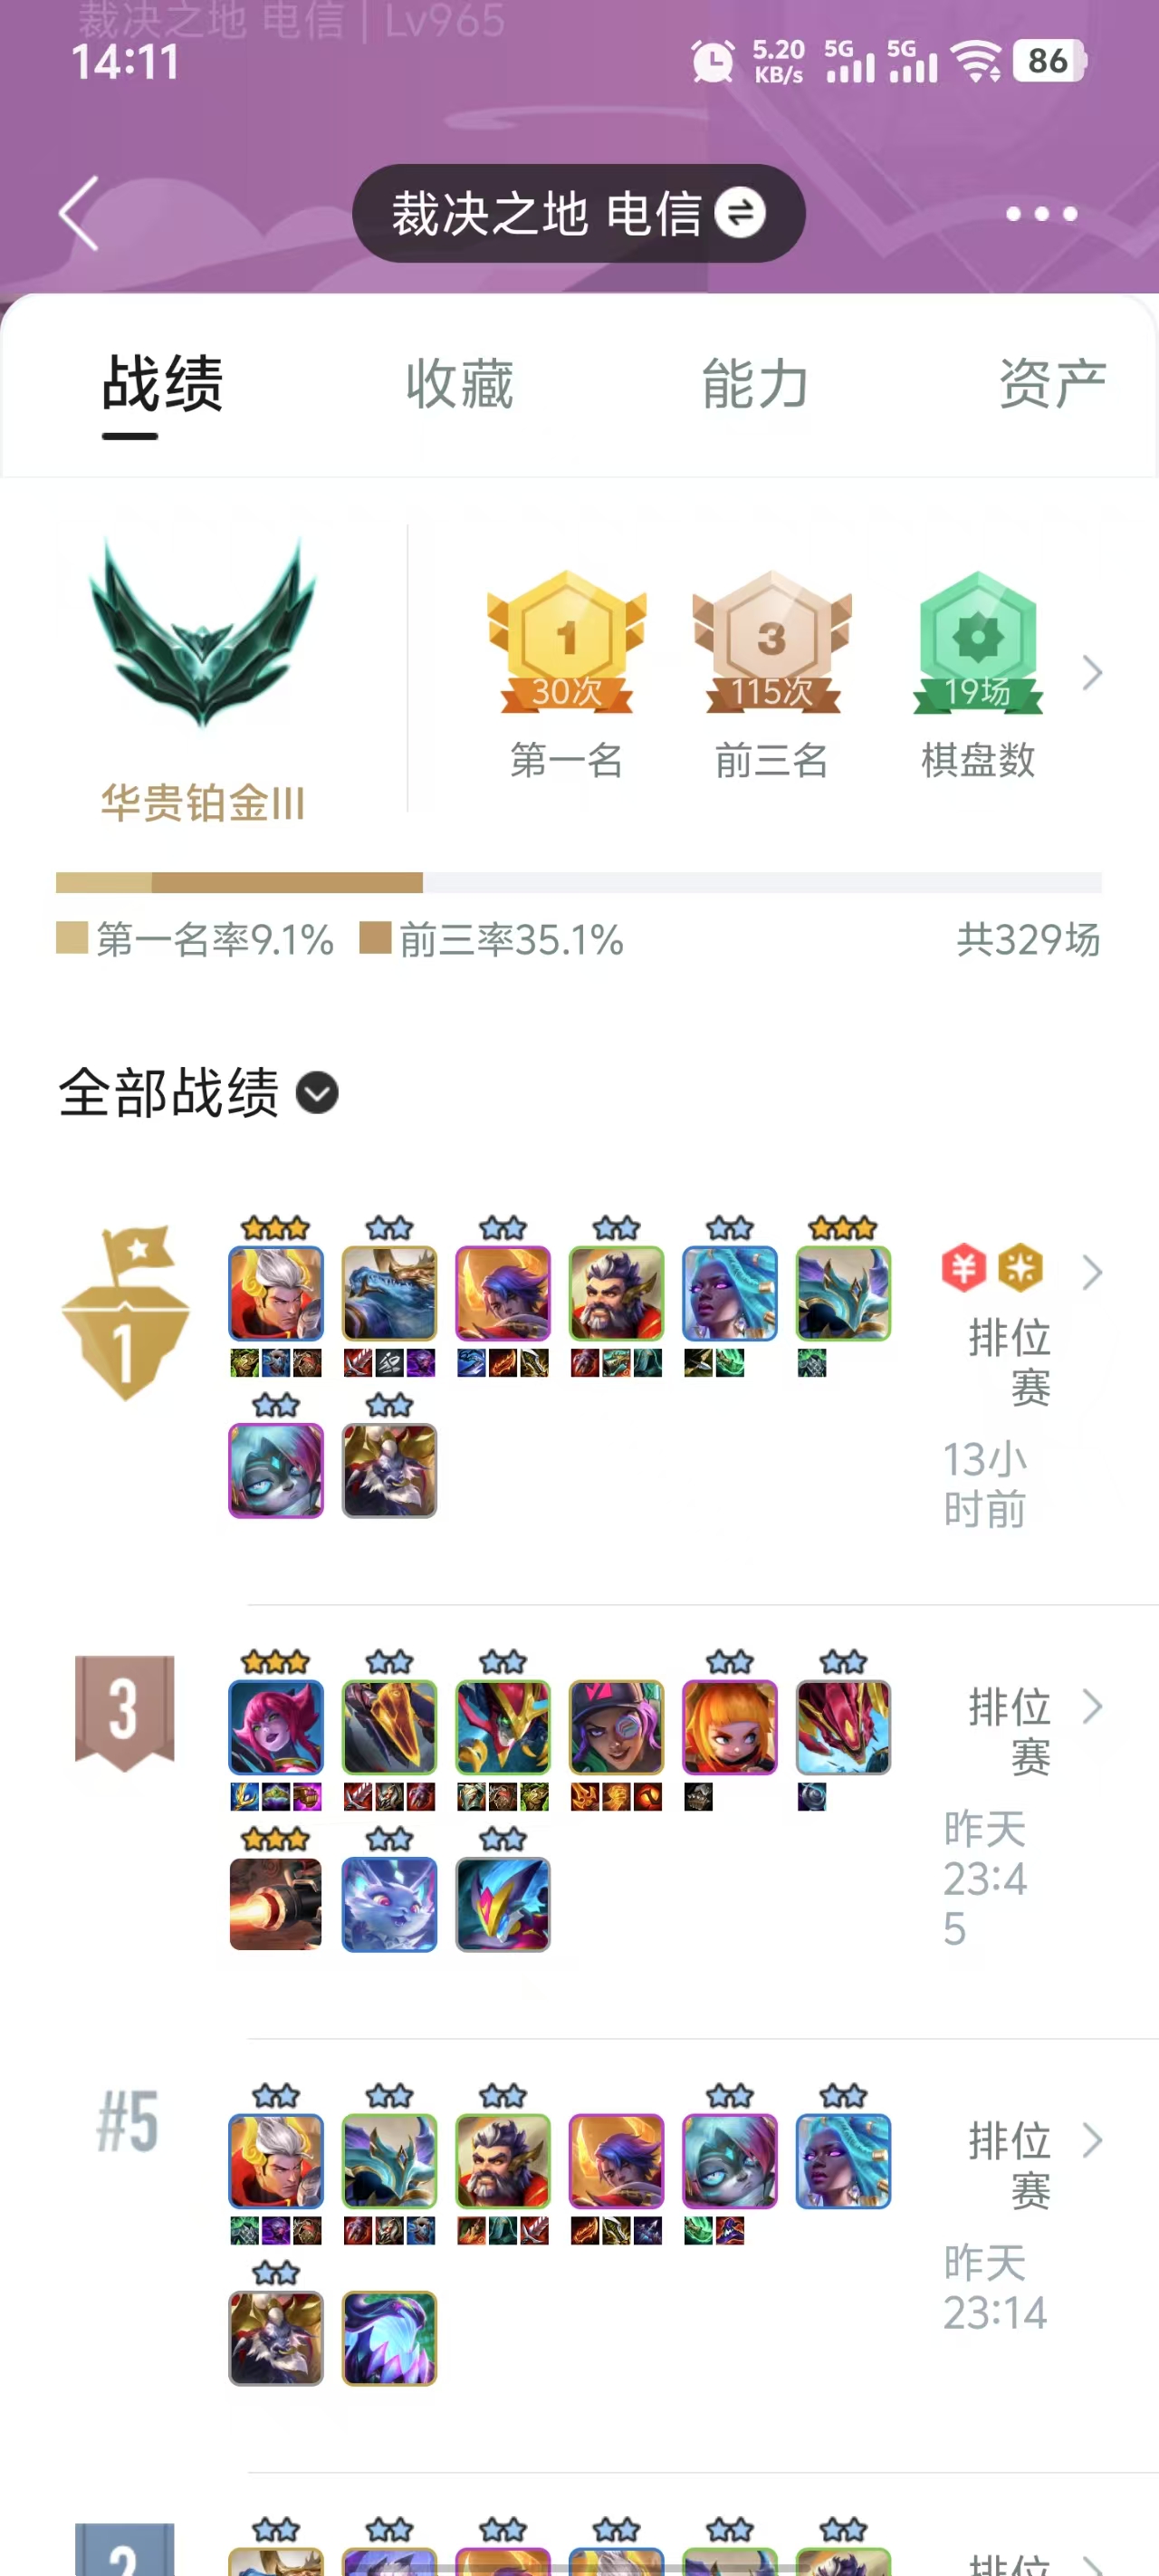 裁决之地 电信 | Lv965
14:11
5.20
KB/s
5G
5G
86
裁决之地 电信
战绩
收藏
能力
资产
1
30次
3
115次
19场
第一名
前三名
棋盘数
华贵铂金III
第一名率9.1%
前三率35.1%
共329场
全部战绩
1
¥
排位
赛
13小
时前
3
排位
赛
昨天
23:4
5
#5
排位
赛
昨天
23:14
2
排位